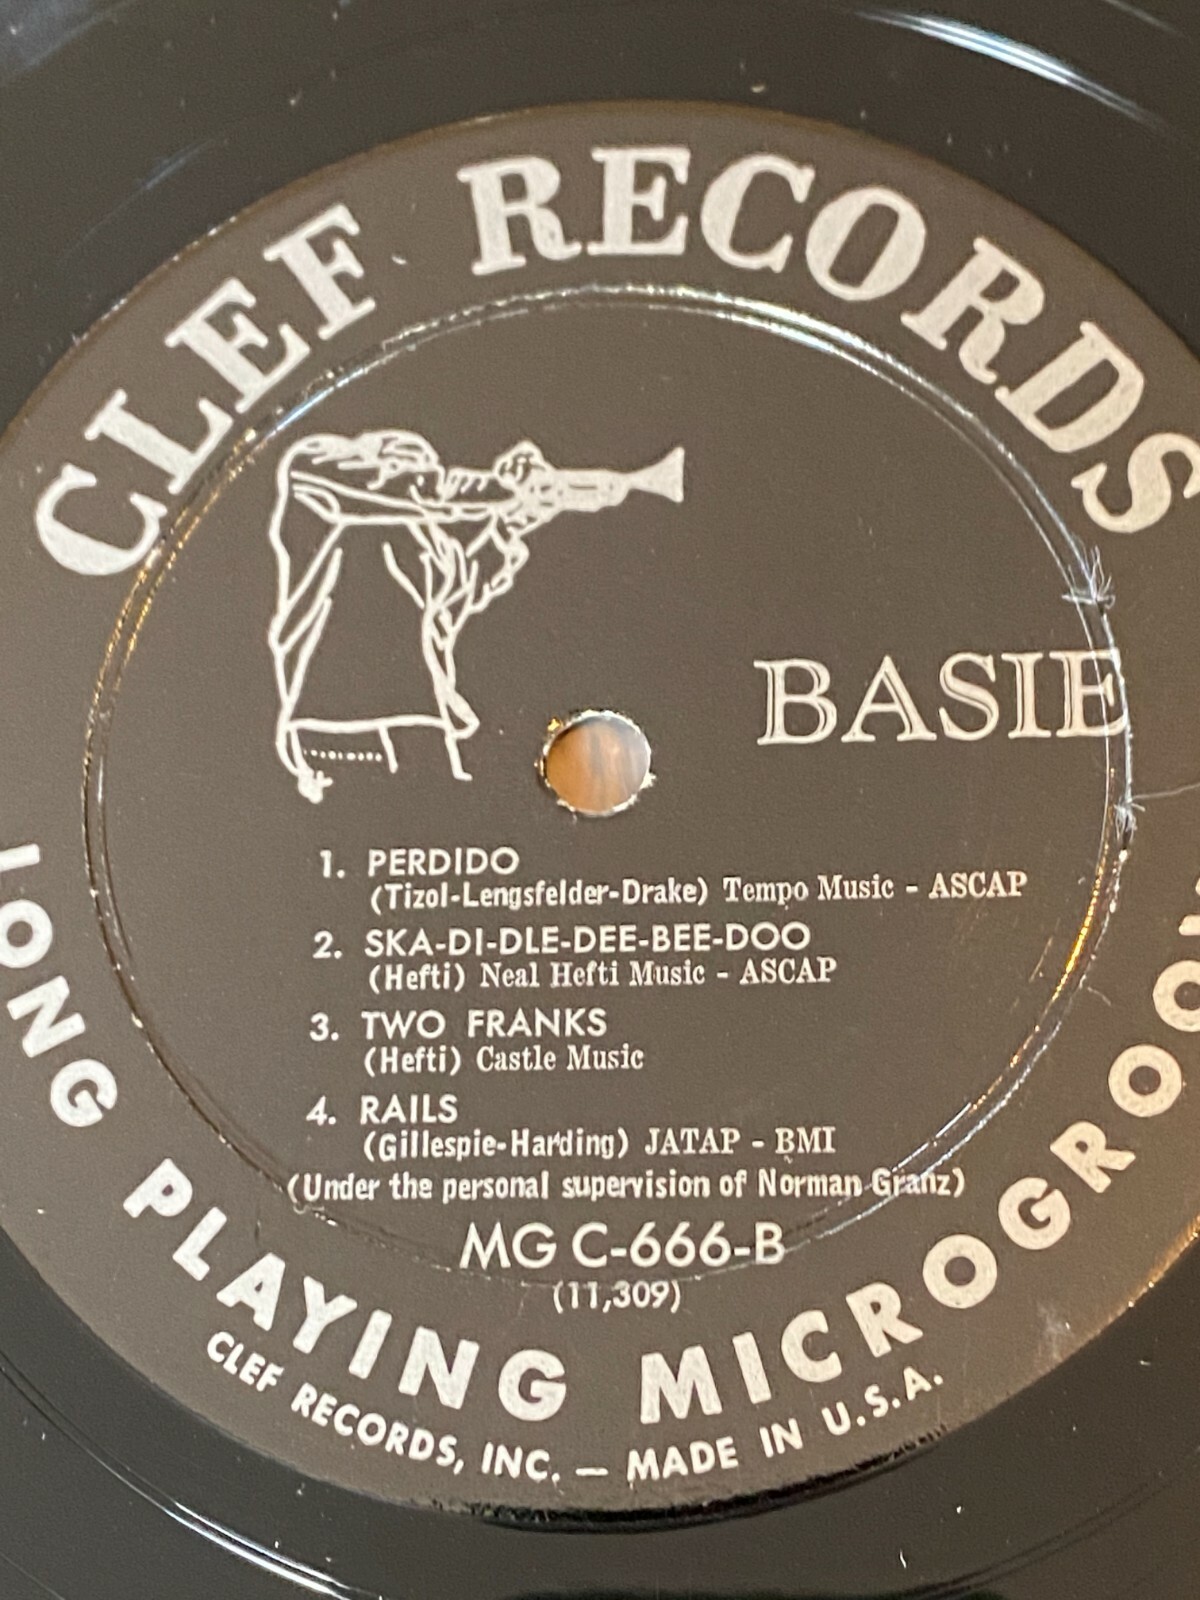 CLEF RECORDS
BASIE
1. PERDIDO
(Tizol-Lengsfelder-Drake) Tempo Music - ASCAP
2. SKA-DI-DLE-DEE-BEE-DOO
(Hefti) Neal Hefti Music - ASCAP
3. TWO FRANKS
(Hefti) Castle Music
4. RAILS
(Gillespie-Harding) JATAP - BMI
(Under the personal supervision of Norman Granz)
MG C-666-B
(11,309)
LONG PLAYING MICROGROOV
CLEF RECORDS, INC. — MADE IN U.S.A.